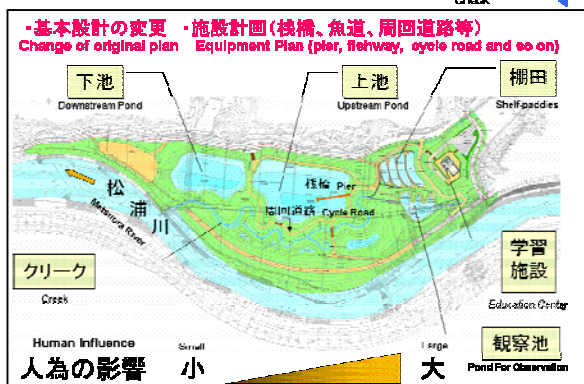 Check
・基本設計の変更 ・施設計画(桟橋、魚道、周回道路等)
Change of original plan Equipment Plan (pier, fishway, cycle road and so on)
下池
Downstream Pond
上池
Upstream Pond
棚田
Shelf-paddies
桟橋 Pier
周回道路 Cycle Road
松浦川
Matsuura River
クリーク
Creek
学習
施設
Education Center
観察池
Pond For Observation
Human Influence Small Large
人為の影響 小 大